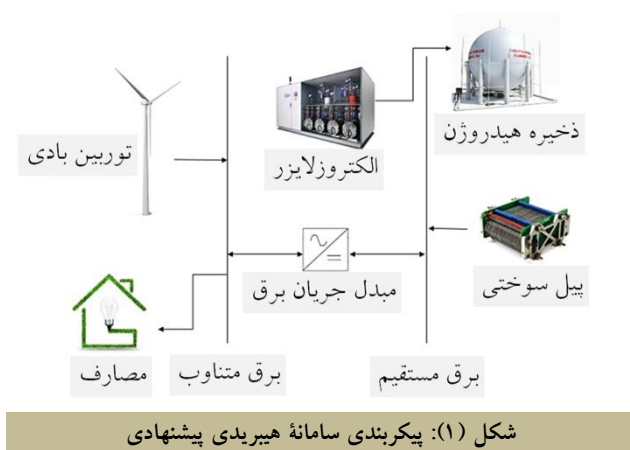 توربین بادی
الکتروزلایزر
ذخیره هیدروژن
مبدل جریان برق
پیل سوختی
مصارف
برق متناوب
برق مستقیم
شکل (۱): پیکربندی سامانهٔ هیبریدی پیشنهادی